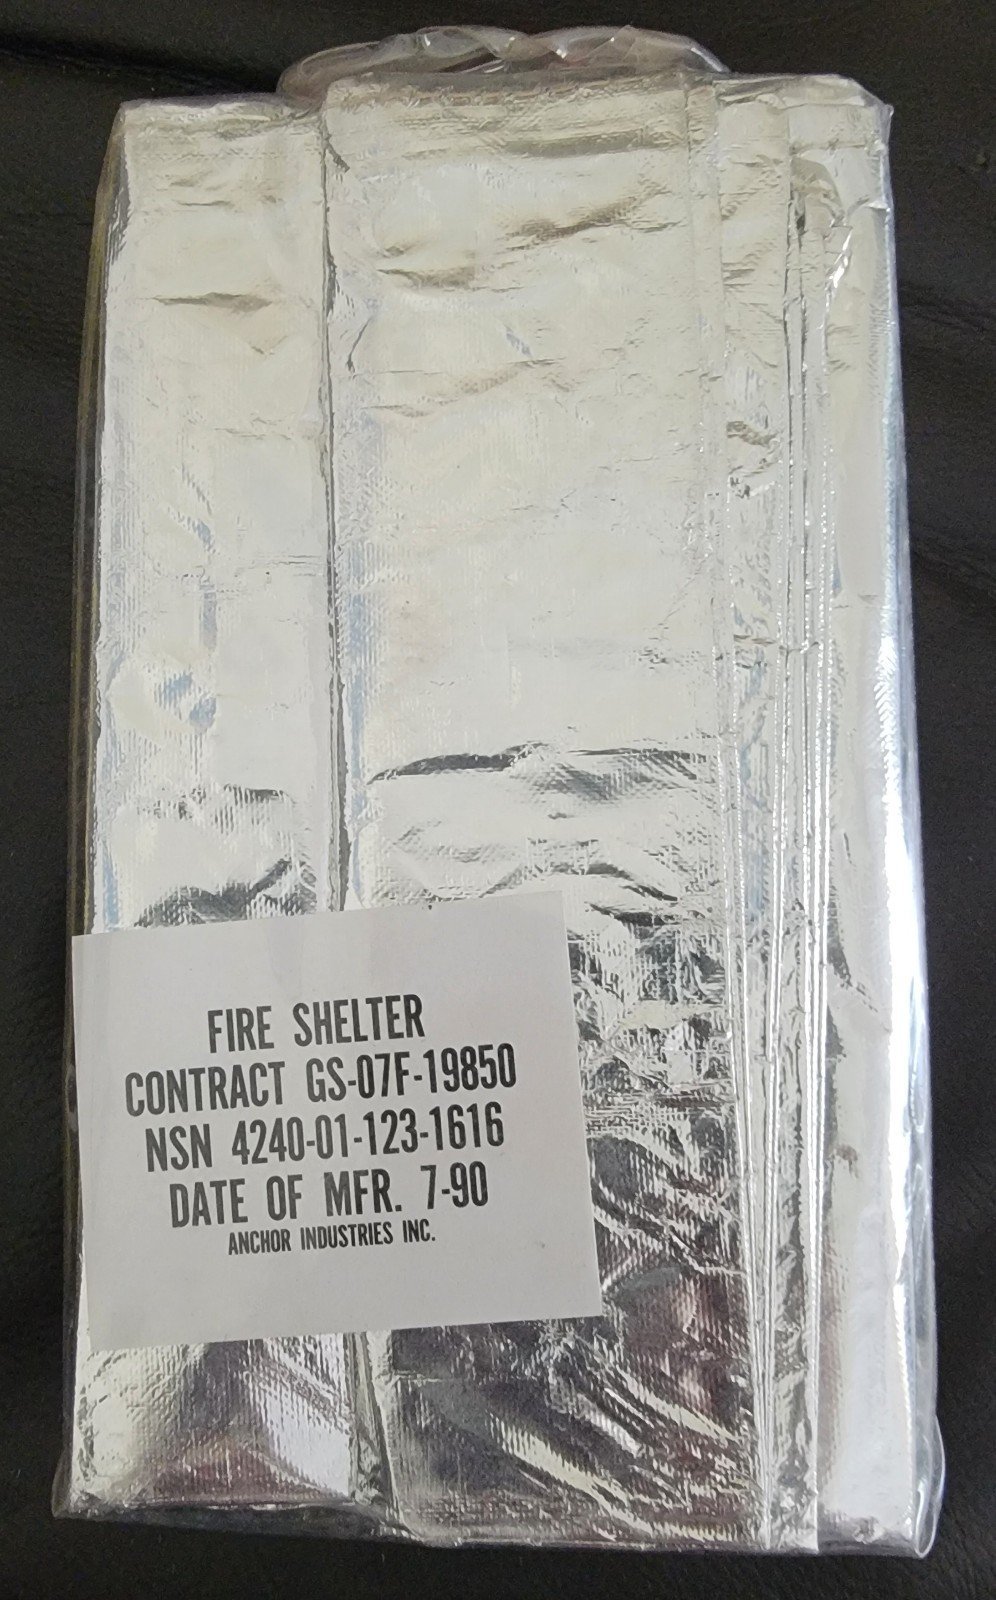 FIRE SHELTER
CONTRACT GS-07F-19850
NSN 4240-01-123-1616
DATE OF MFR. 7-90
ANCHOR INDUSTRIES INC.